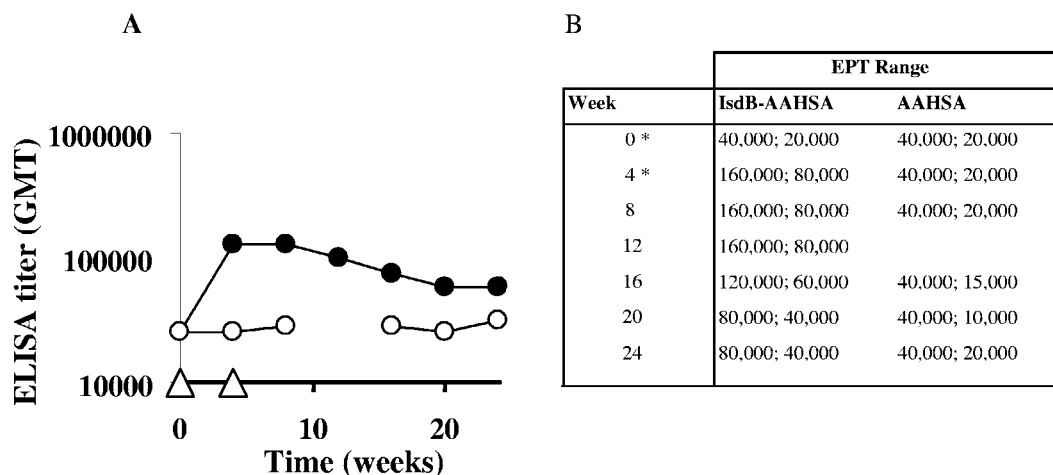 A
ELISA titer (GMT)
1000000
100000
10000
0 10 20
Time (weeks)
B
EPT Range
Week IsdB-AAHSA AAHSA
0 * 40,000; 20,000 40,000; 20,000
4 * 160,000; 80,000 40,000; 20,000
8 160,000; 80,000 40,000; 20,000
12 160,000; 80,000
16 120,000; 60,000 40,000; 15,000
20 80,000; 40,000 40,000; 10,000
24 80,000; 40.000 40,000; 20,000